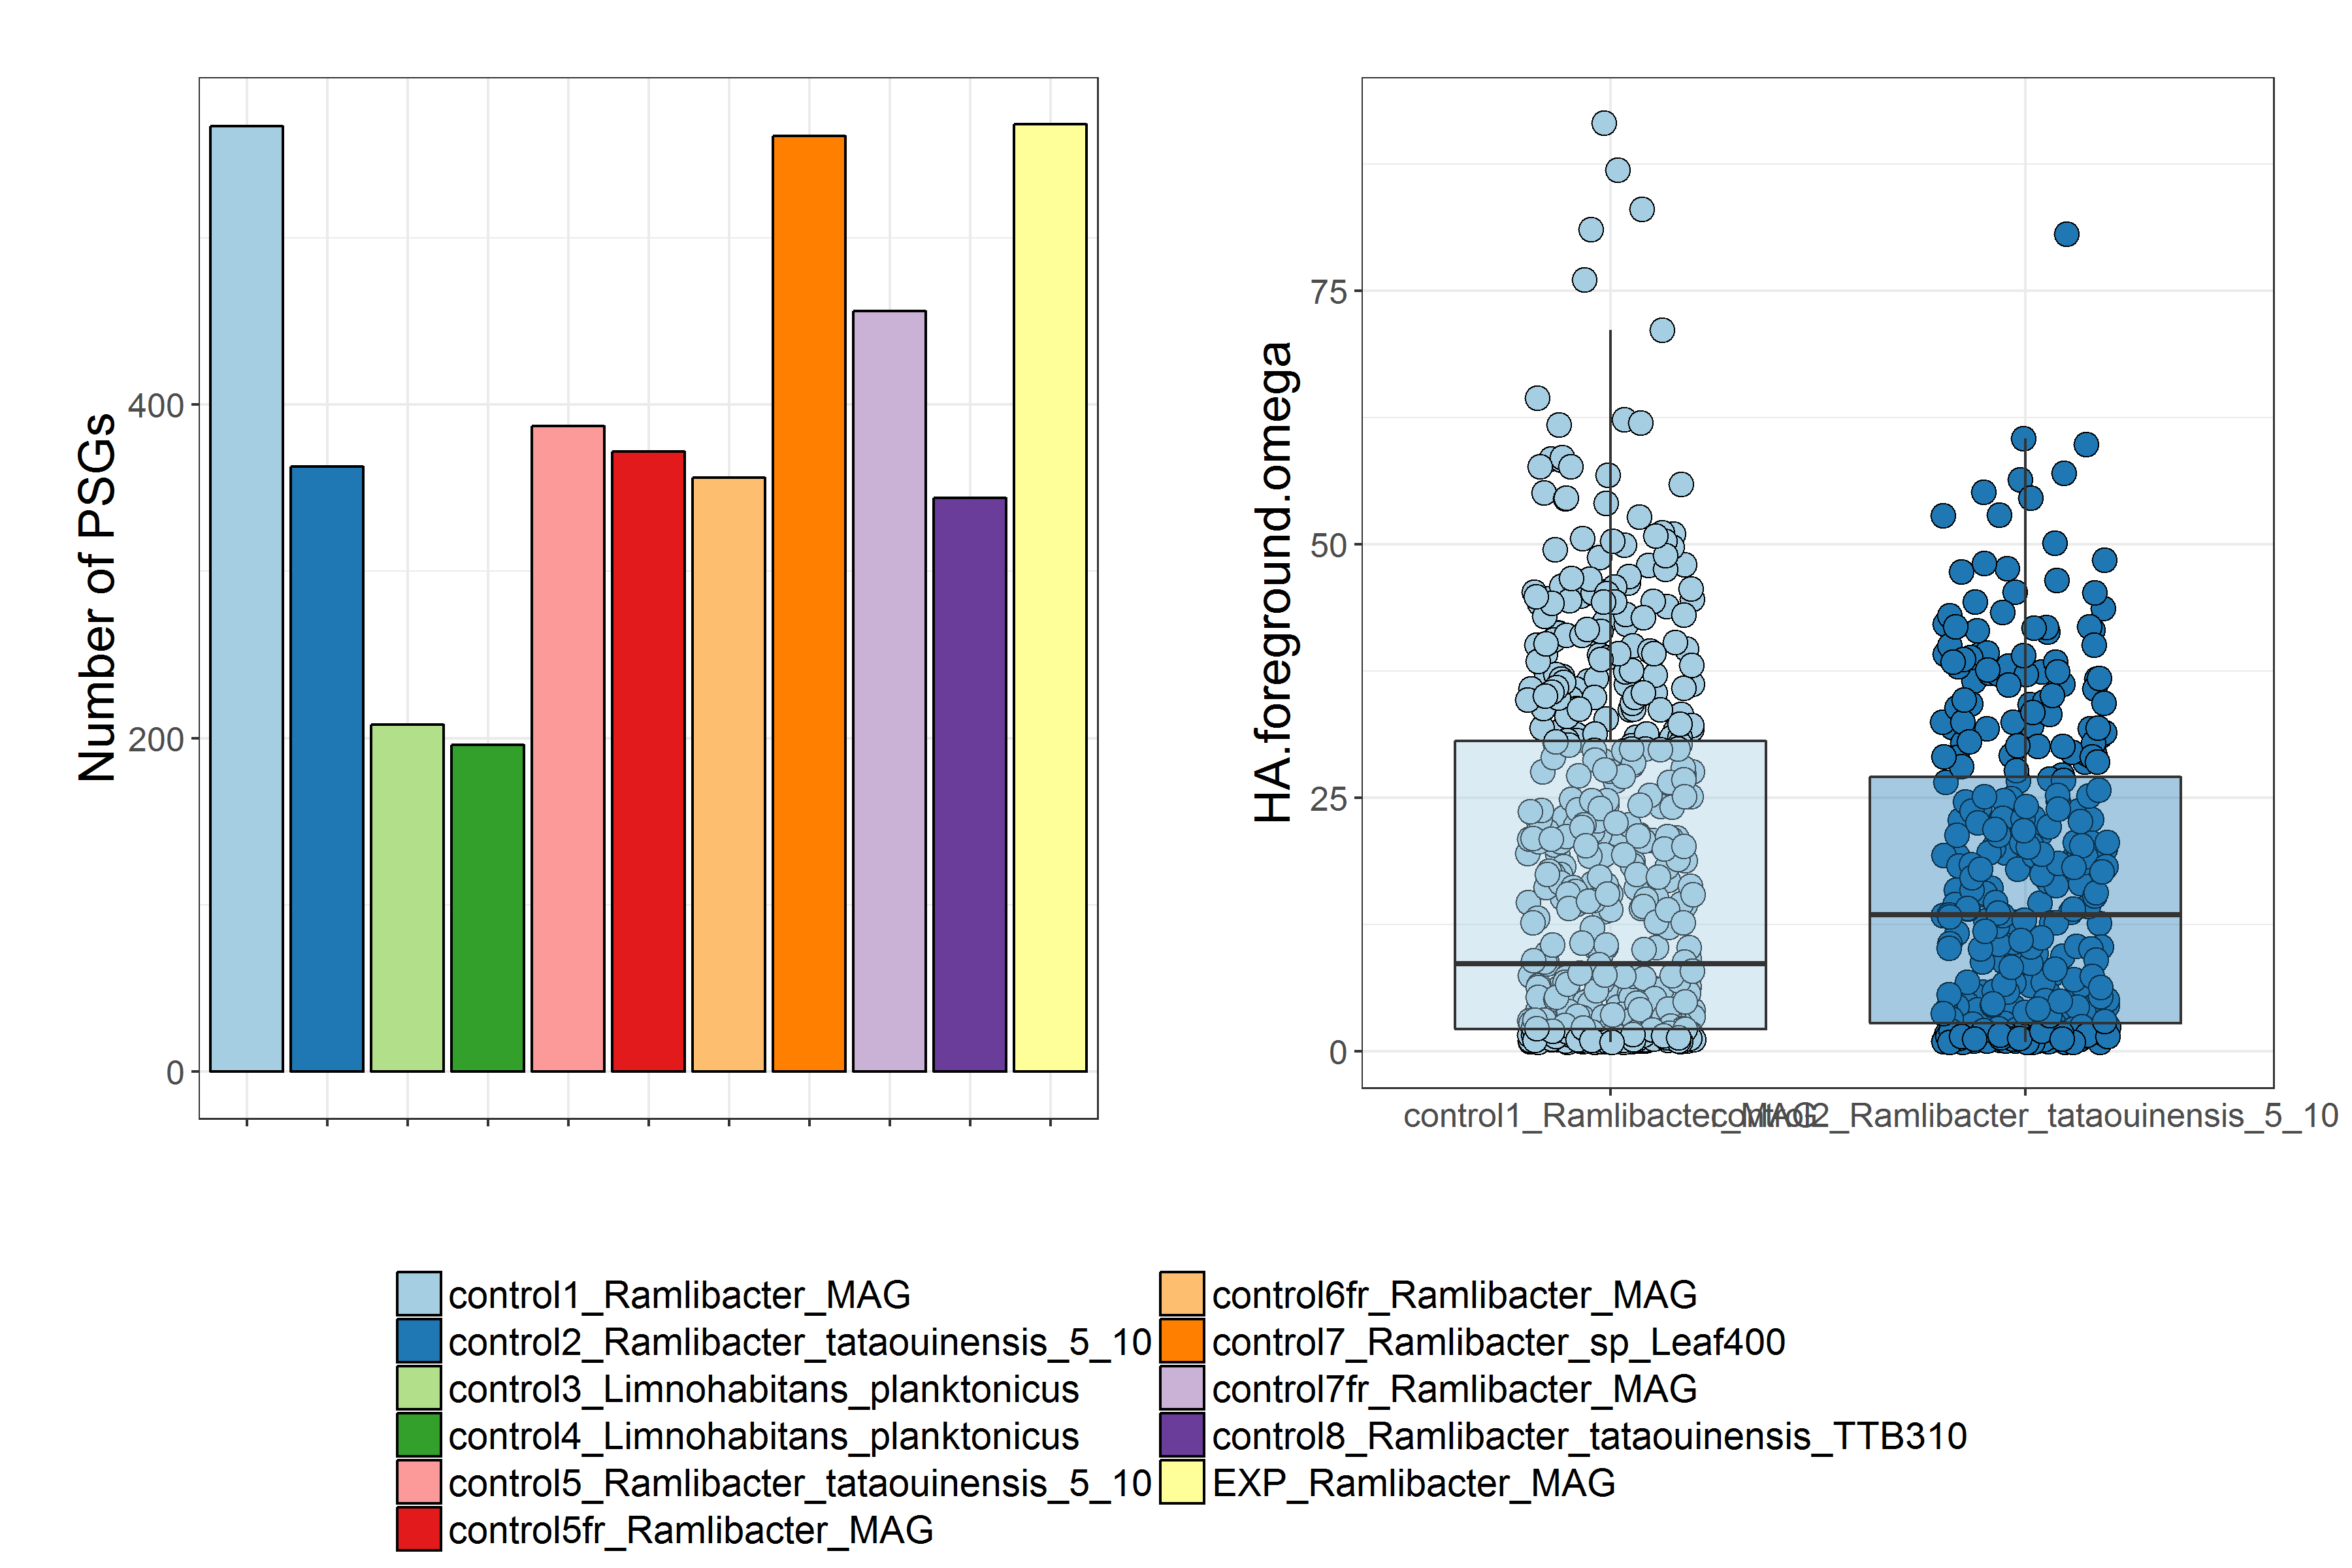 Number of PSGs
400
200
0
HA.foreground.omega
75
50
25
0
control1_Ramlibacter_MAG
control2_Ramlibacter_tataouinensis_5_10
control1_Ramlibacter_MAG
control2_Ramlibacter_tataouinensis_5_10
control3_Limnohabitans_planktonicus
control4_Limnohabitans_planktonicus
control5_Ramlibacter_tataouinensis_5_10
control5fr_Ramlibacter_MAG
control6fr_Ramlibacter_MAG
control7_Ramlibacter_sp_Leaf400
control7fr_Ramlibacter_MAG
control8_Ramlibacter_tataouinensis_TTB310
EXP_Ramlibacter_MAG